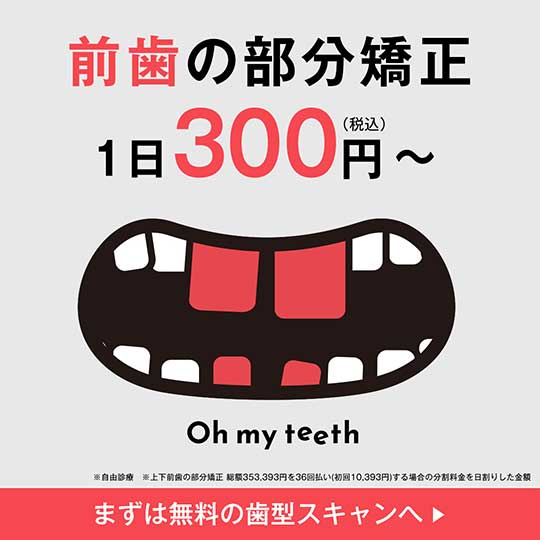 前歯の部分矯正
1日300円～
(税込)
Oh my teeth
※自由診療 ※上下前歯の部分矯正 総額353,393円を36回払い(初回10,393円)する場合の分割料金を日割りした金額
まずは無料の歯型スキャンへ▶